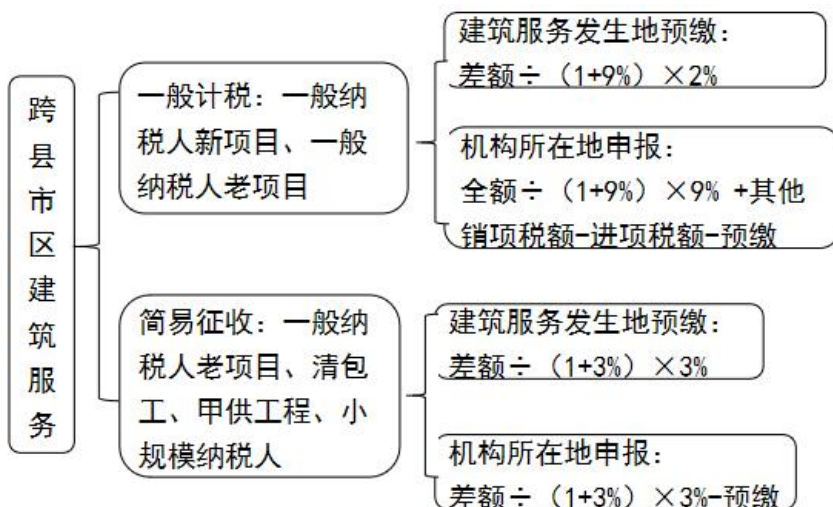 跨县市区建筑服务
一般计税：一般纳
税人新项目、一般
纳税人老项目
建筑服务发生地预缴：
差额÷（1+9%）×2%
机构所在地申报：
全额÷（1+9%）×9% +其他
销项税额-进项税额-预缴
简易征收：一般纳
税人老项目、清包
工、甲供工程、小
规模纳税人
建筑服务发生地预缴：
差额÷（1+3%）×3%
机构所在地申报：
差额÷（1+3%）×3%-预缴